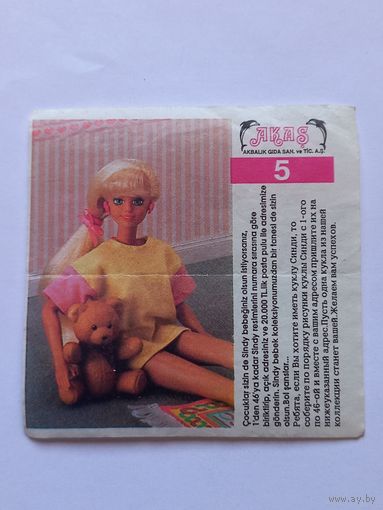 AKAŞ
AKBALIK GIDA SAN. ve TİC. A.Ş.
5
Çocuklar sizin de Sindy bebeğiniz olsun istiyorsanız,
1'den 46'ya kadar Sindy resimlerini numara sırasına göre
biriktirip, açık adresiniz ve 20.000 TL.lik posta pulu ile adresimize
gönderin. Sindy bebek koleksiyonumuzdan bir tanesi de sizin
olsun.Bol şanslar...
Ребята, если Вы хотите иметь куклу Синди, то
соберите по порядку рисунки куклы Синди с 1-ого
по 46-ой и вместе с вашим адресом пришлите их на
нижеуказанный адрес.Пусть одна кукла из нашей
коллекции станет вашей.Желаем вам успехов.
www.ay.by